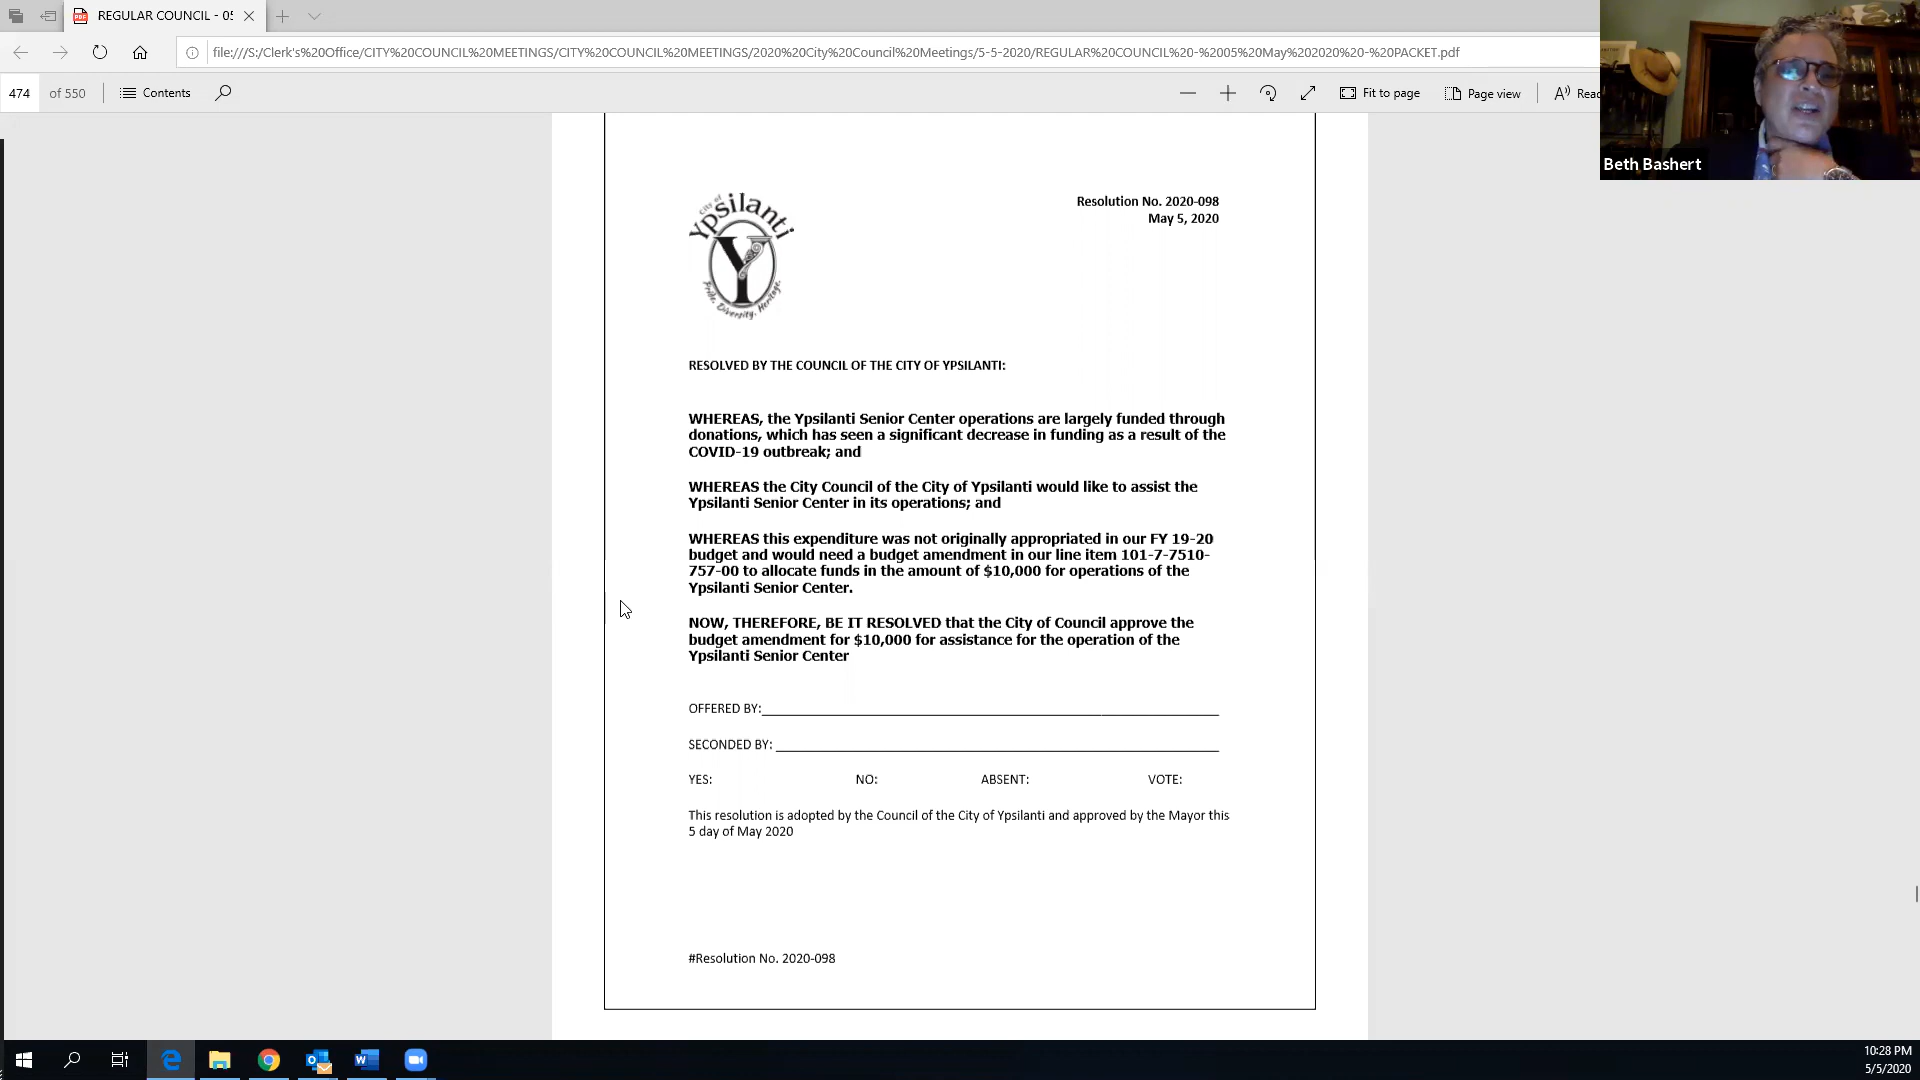 REGULAR COUNCIL - 05
file:///S:/Clerk's%20Office/CITY%20COUNCIL%20MEETINGS/CITY%20COUNCIL%20MEETINGS/2020%20City%20Council%20Meetings/5-5-2020/REGULAR%20COUNCIL%20-%2005%20May%202020%20-%20PACKET.pdf
474 of 550 Contents Fit to page Page view Read
Beth Bashert
City of
Ypsilanti
Y
Pride. Diversity. Heritage.
Resolution No. 2020-098
May 5, 2020
RESOLVED BY THE COUNCIL OF THE CITY OF YPSILANTI:
WHEREAS, the Ypsilanti Senior Center operations are largely funded through
donations, which has seen a significant decrease in funding as a result of the
COVID-19 outbreak; and
WHEREAS the City Council of the City of Ypsilanti would like to assist the
Ypsilanti Senior Center in its operations; and
WHEREAS this expenditure was not originally appropriated in our FY 19-20
budget and would need a budget amendment in our line item 101-7-7510-
757-00 to allocate funds in the amount of $10,000 for operations of the
Ypsilanti Senior Center.
NOW, THEREFORE, BE IT RESOLVED that the City of Council approve the
budget amendment for $10,000 for assistance for the operation of the
Ypsilanti Senior Center
OFFERED BY:
SECONDED BY:
YES: NO: ABSENT: VOTE:
This resolution is adopted by the Council of the City of Ypsilanti and approved by the Mayor this
5 day of May 2020
#Resolution No. 2020-098
10:28 PM
5/5/2020